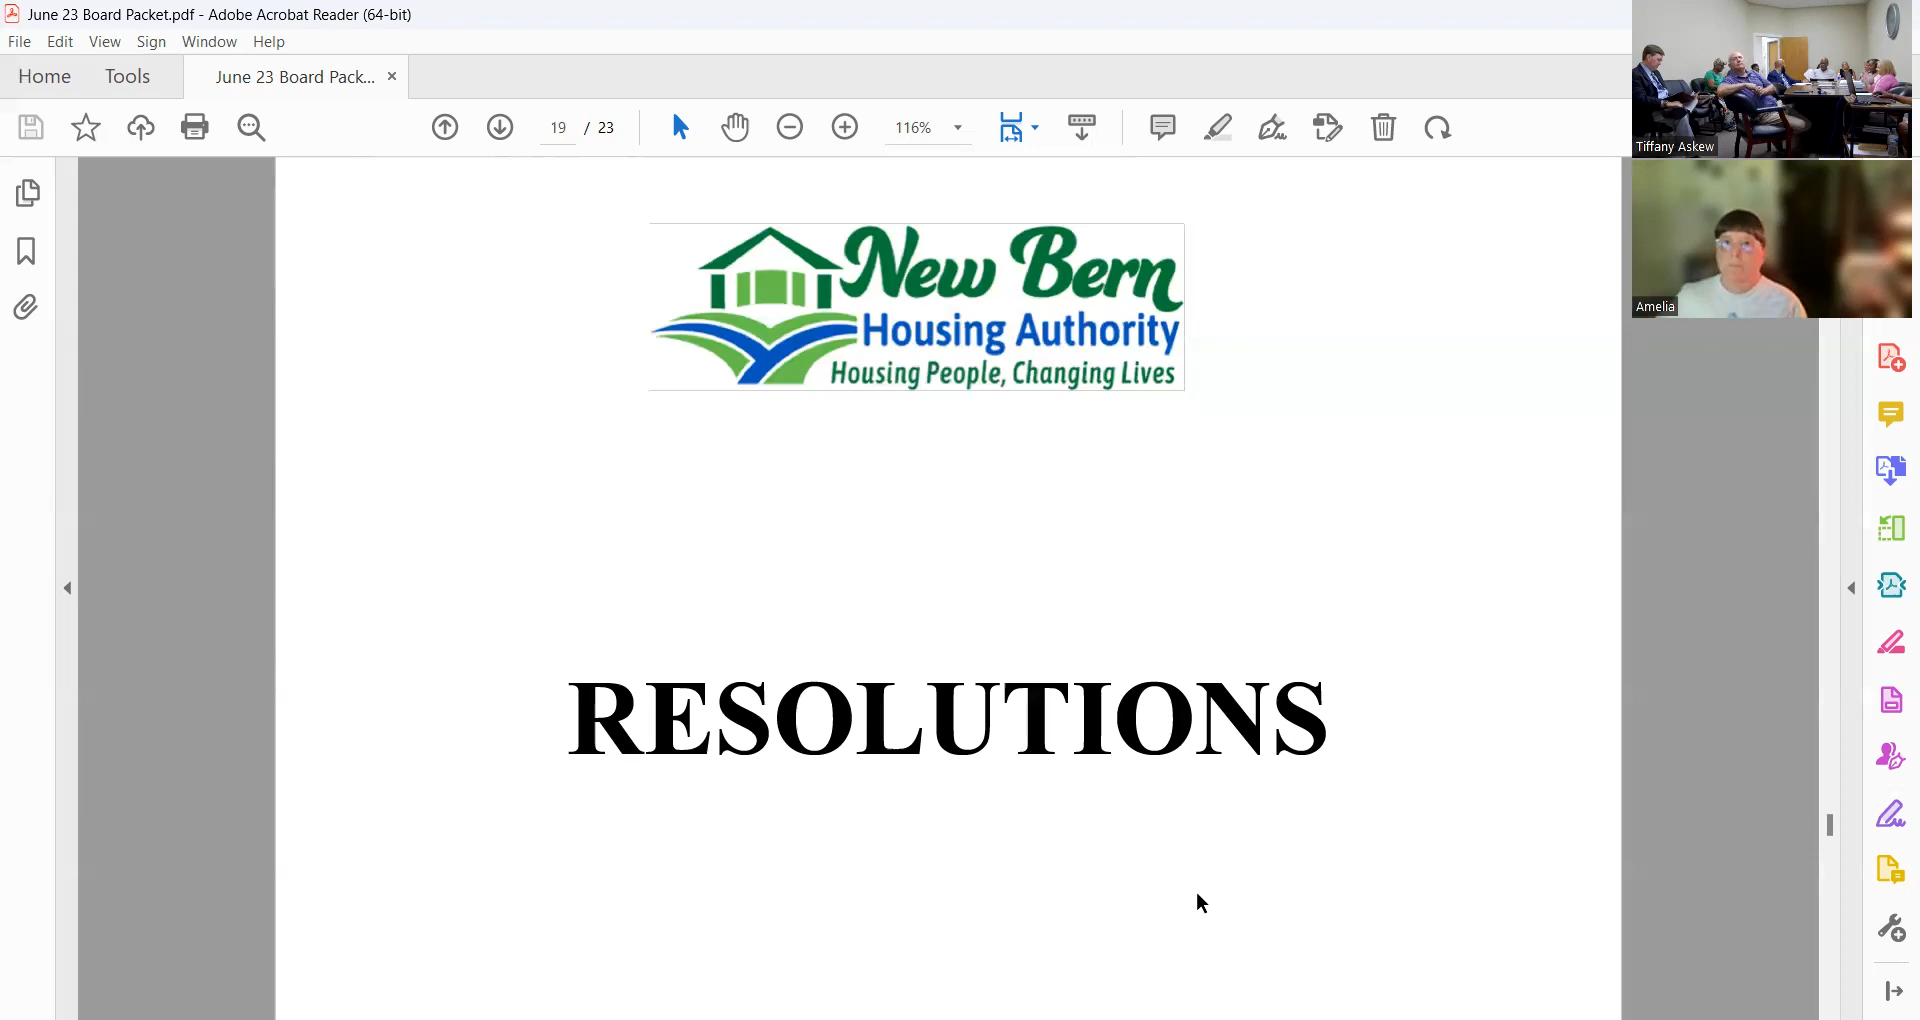 June 23 Board Packet.pdf - Adobe Acrobat Reader (64-bit)
File Edit View Sign Window Help
Home Tools June 23 Board Pack... ×
19 / 23 116%
Tiffany Askew
Amelia
New Bern
Housing Authority
Housing People, Changing Lives
RESOLUTIONS